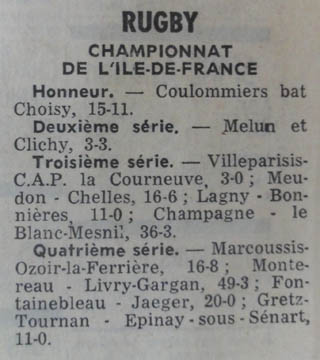 RUGBY
CHAMPIONNAT
DE L'ILE-DE-FRANCE
Honneur. — Coulommiers bat
Choisy, 15-11.
Deuxième série. — Melun et
Clichy, 3-3.
Troisième série. — Villeparisis-
C.A.P. la Courneuve, 3-0 ; Meu-
don - Chelles, 16-6 ; Lagny - Bon-
nières, 11-0 ; Champagne - le
Blanc-Mesnil, 36-3.
Quatrième série. — Marcoussis-
Ozoir-la-Ferrière, 16-8 ; Monte-
reau - Livry-Gargan, 49-3 ; Fon-
tainebleau - Jaeger, 20-0 ; Gretz-
Tournan - Epinay-sous-Sénart,
11-0.